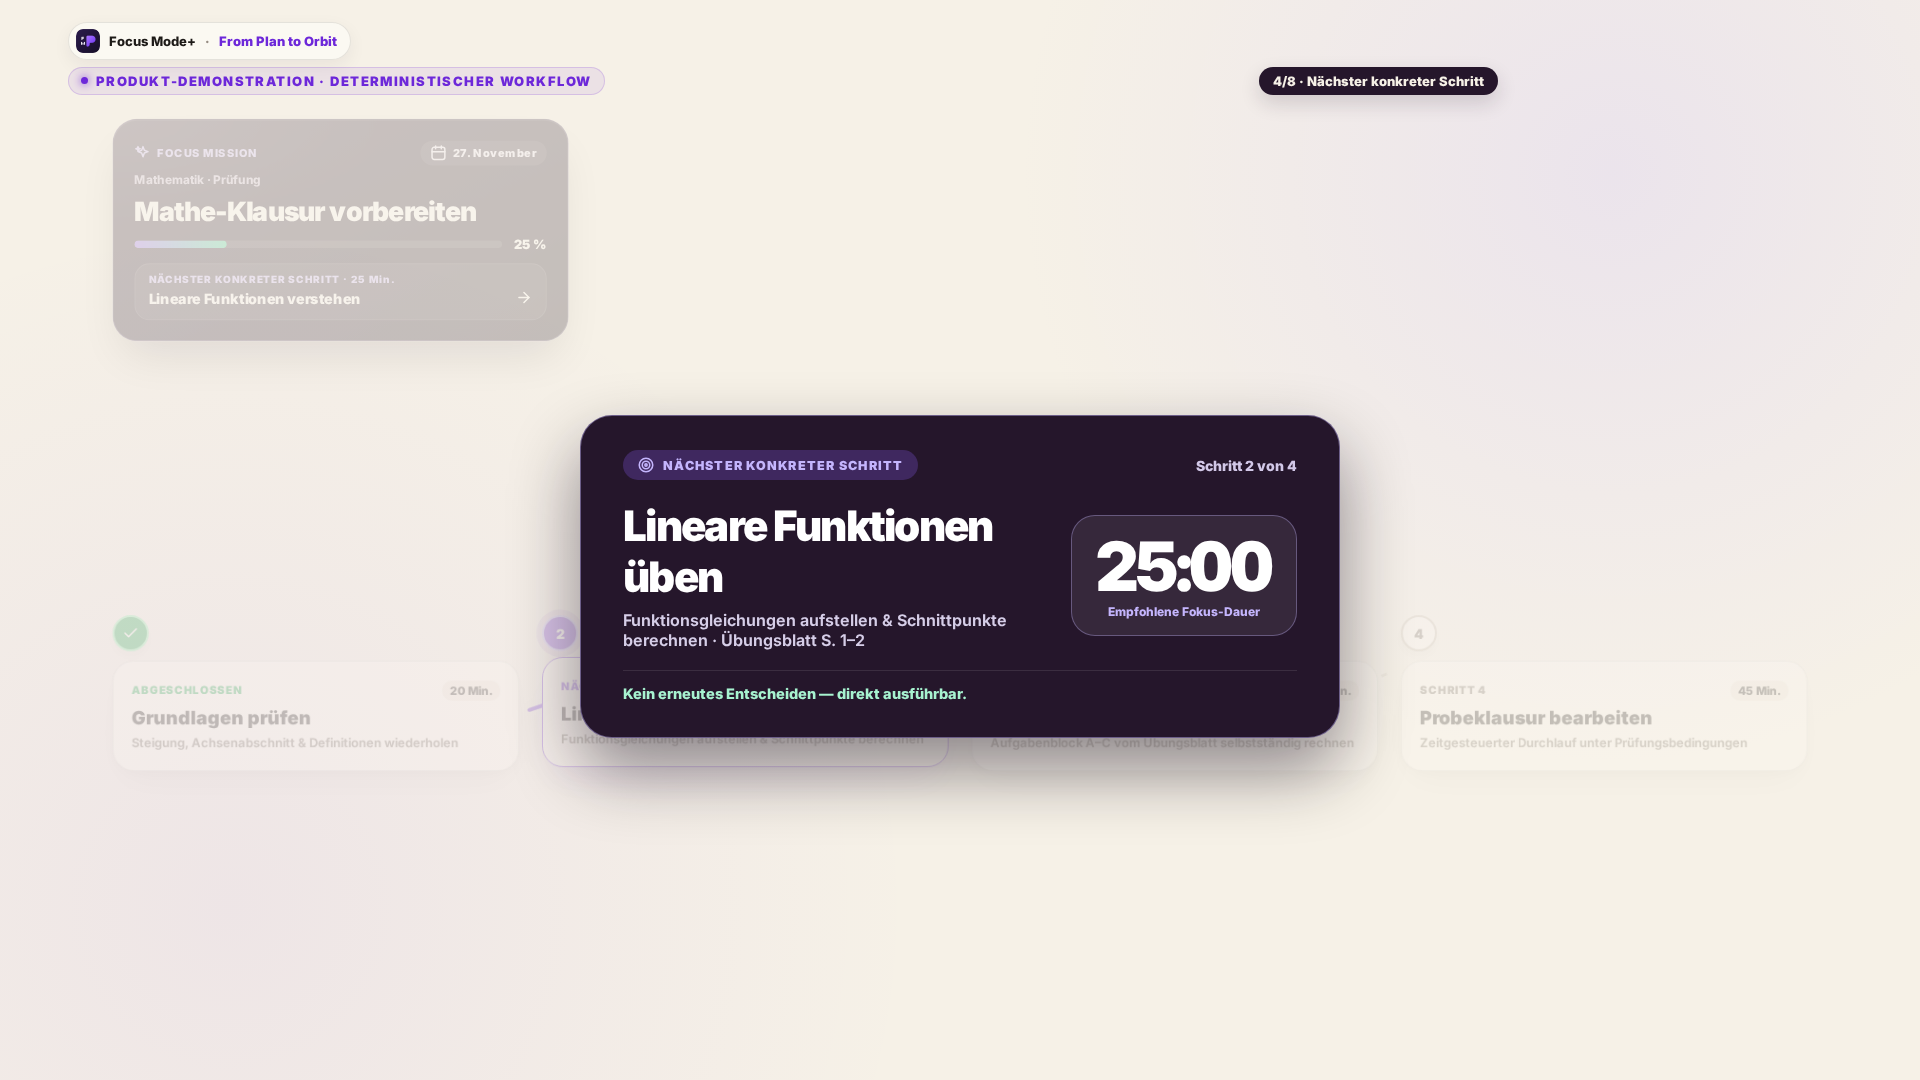 Focus Mode+ · From Plan to Orbit
PRODUKT-DEMONSTRATION · DETERMINISTISCHER WORKFLOW
4/8 · Nächster konkreter Schritt
FOCUS MISSION
27. November
Mathematik · Prüfung
Mathe-Klausur vorbereiten
25 %
NÄCHSTER KONKRETER SCHRITT · 25 Min.
Lineare Funktionen verstehen
NÄCHSTER KONKRETER SCHRITT
Schritt 2 von 4
Lineare Funktionen
üben
25:00
Empfohlene Fokus-Dauer
Funktionsgleichungen aufstellen & Schnittpunkte
berechnen · Übungsblatt S. 1–2
Kein erneutes Entscheiden — direkt ausführbar.
ABGESCHLOSSEN
20 Min.
Grundlagen prüfen
Steigung, Achsenabschnitt & Definitionen wiederholen
2
Funktionsgleichungen aufstellen & Schnittpunkte berechnen
Aufgabenblock A–C vom Übungsblatt selbstständig rechnen
4
SCHRITT 4
45 Min.
Probeklausur bearbeiten
Zeitgesteuerter Durchlauf unter Prüfungsbedingungen